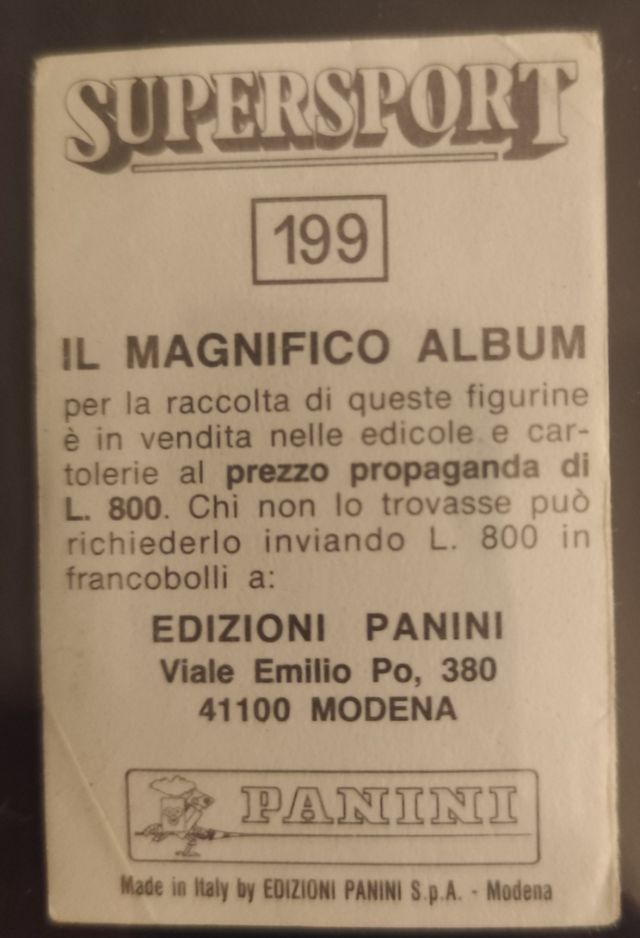 SUPERSPORT
199
IL MAGNIFICO ALBUM
per la raccolta di queste figurine
è in vendita nelle edicole e car-
tolerie al prezzo propaganda di
L. 800. Chi non lo trovasse può
richiederlo inviando L. 800 in
francobolli a:
EDIZIONI PANINI
Viale Emilio Po, 380
41100 MODENA
PANINI
Made in Italy by EDIZIONI PANINI S.p.A. - Modena